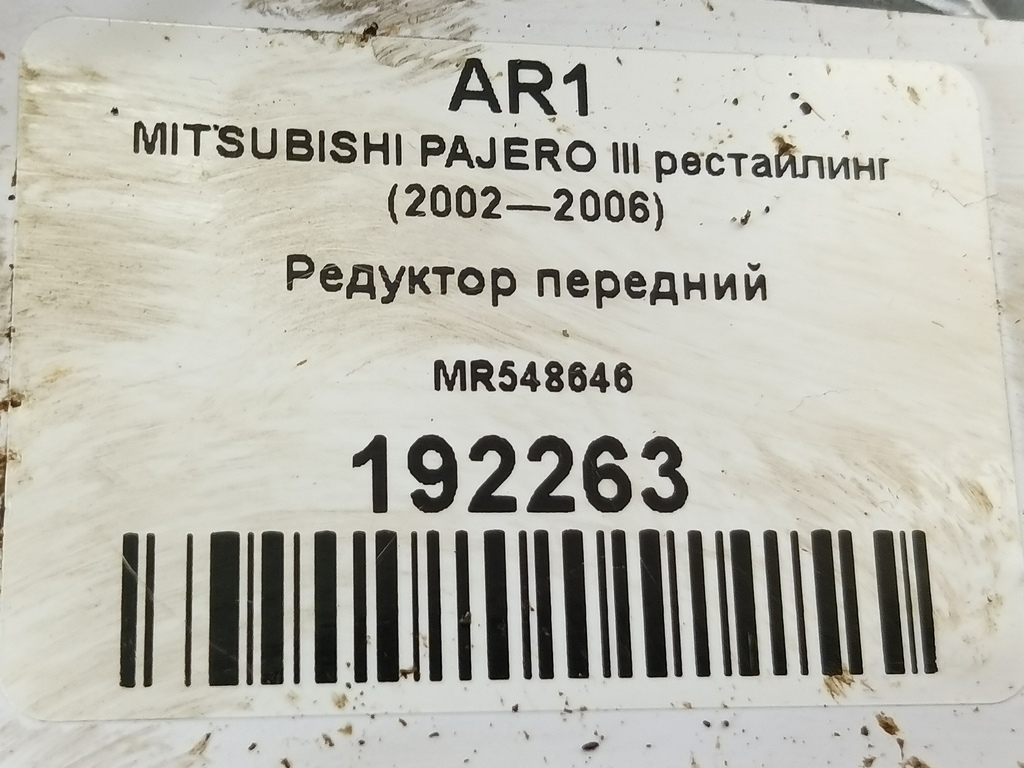 AR1
MITSUBISHI PAJERO III рестайлинг
(2002—2006)
Редуктор передний
MR548646
192263